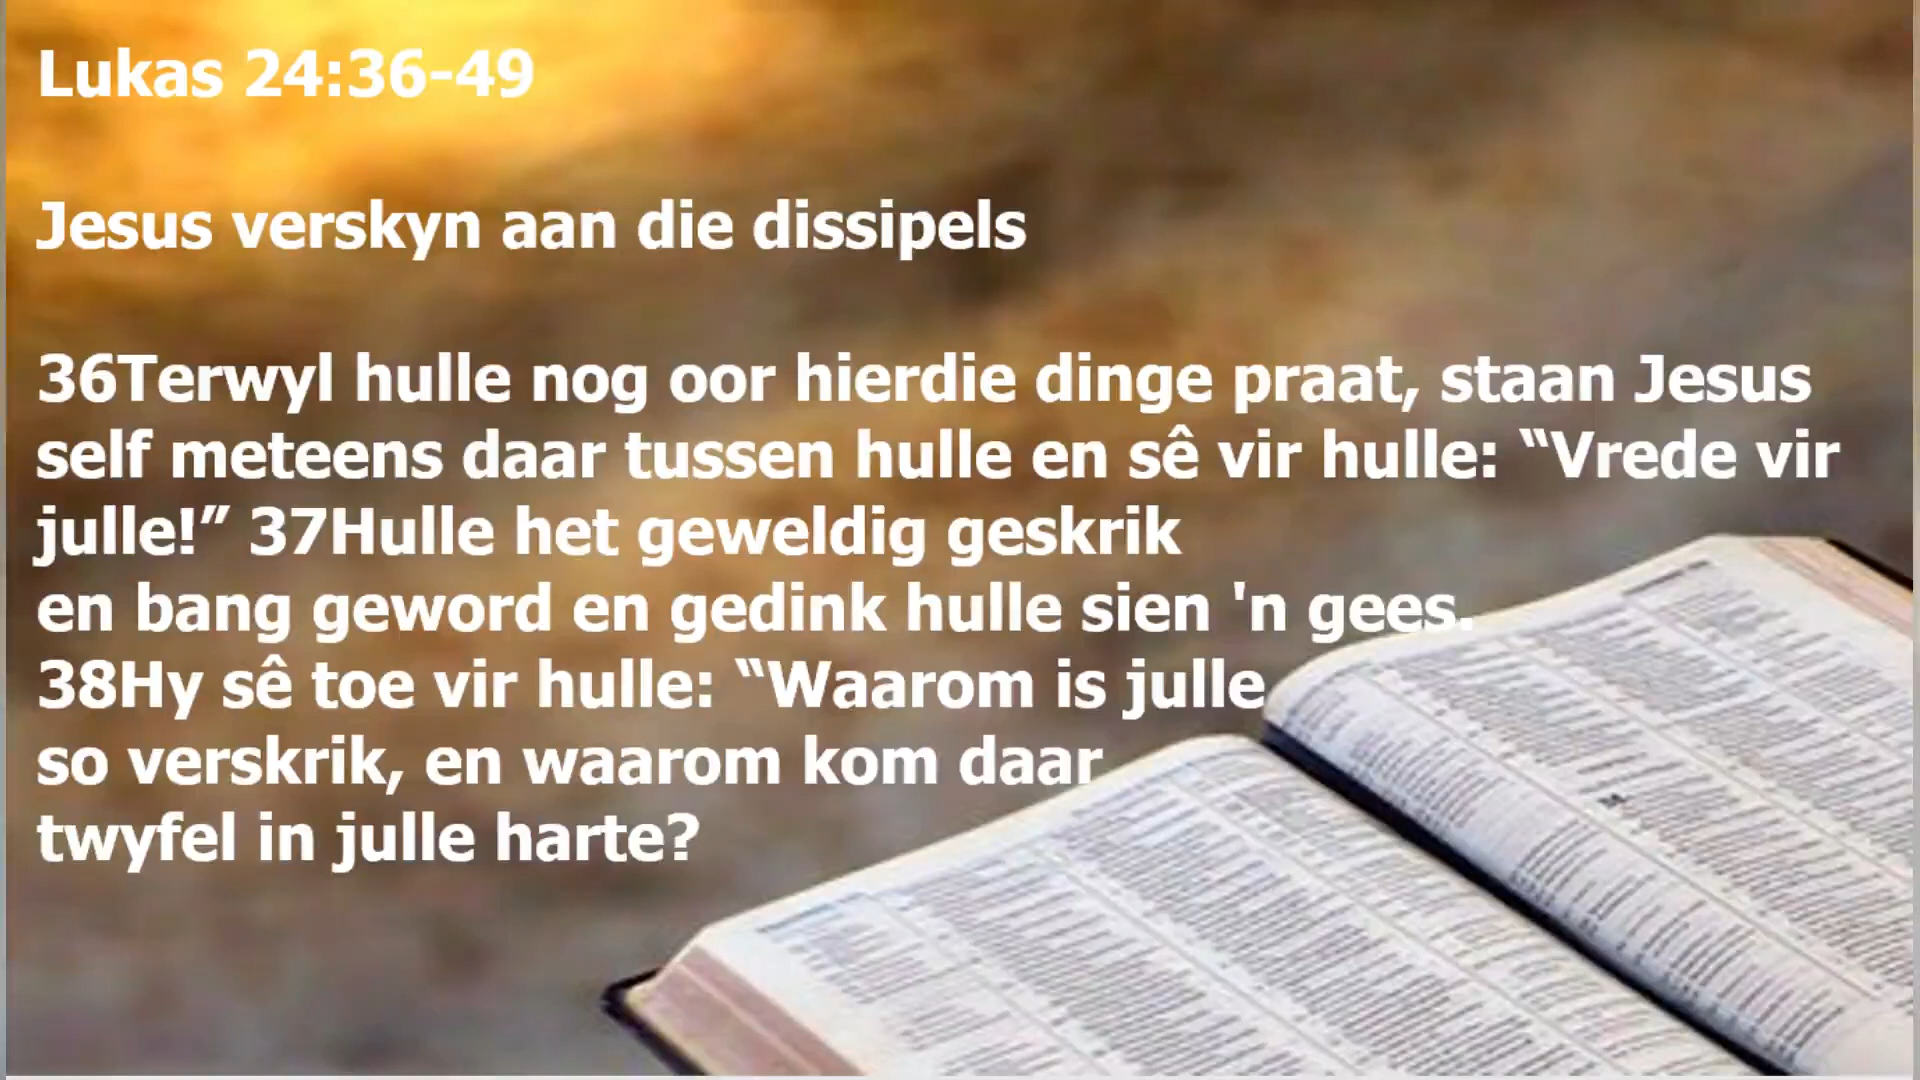 Lukas 24:36-49
Jesus verskyn aan die dissipels
36Terwyl hulle nog oor hierdie dinge praat, staan Jesus
self meteens daar tussen hulle en sê vir hulle: “Vrede vir
julle!” 37Hulle het geweldig geskrik
en bang geword en gedink hulle sien 'n gees.
38Hy sê toe vir hulle: “Waarom is julle
so verskrik, en waarom kom daar
twyfel in julle harte?